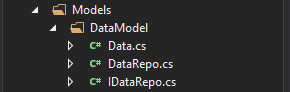 Models
DataModel
C# Data.cs
C# DataRepo.cs
C# IDataRepo.cs